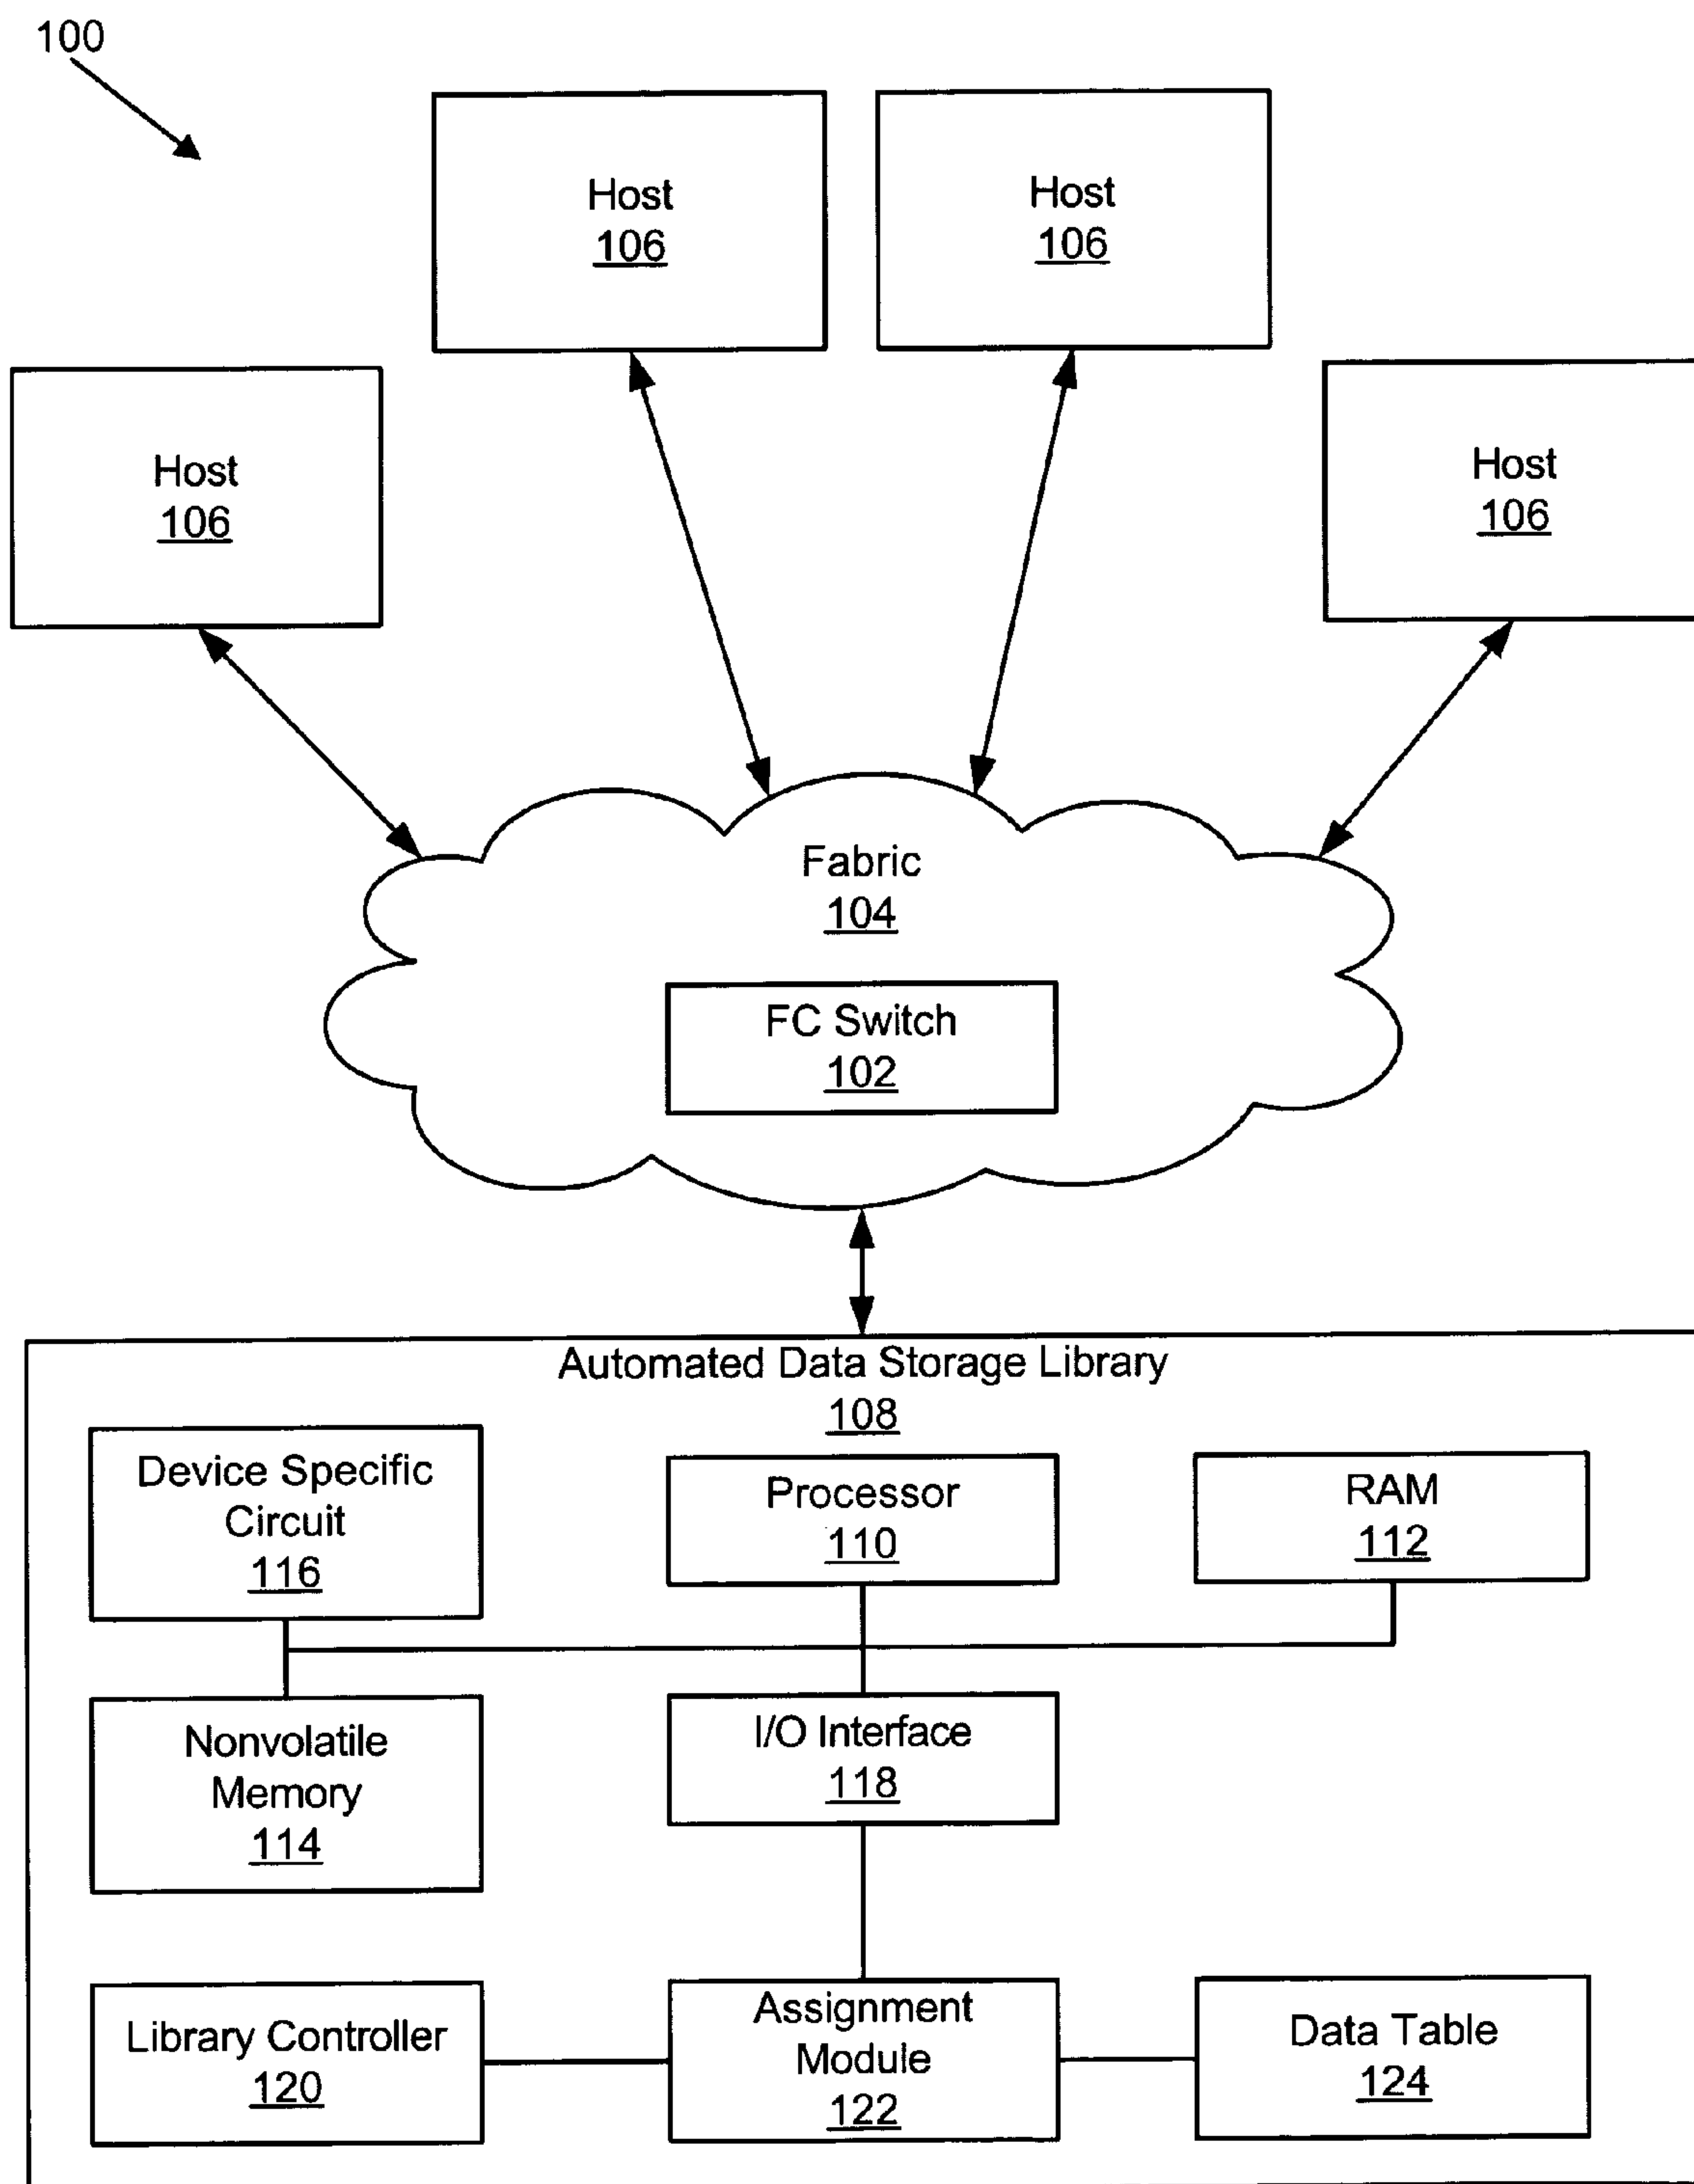 100
Host
106
Host
106
Host
106
Host
106
Fabric
104
FC Switch
102
Automated Data Storage Library
108
Device Specific
Circuit
116
Processor
110
RAM
112
Nonvolatile
Memory
114
I/O Interface
118
Library Controller
120
Assignment
Module
122
Data Table
124